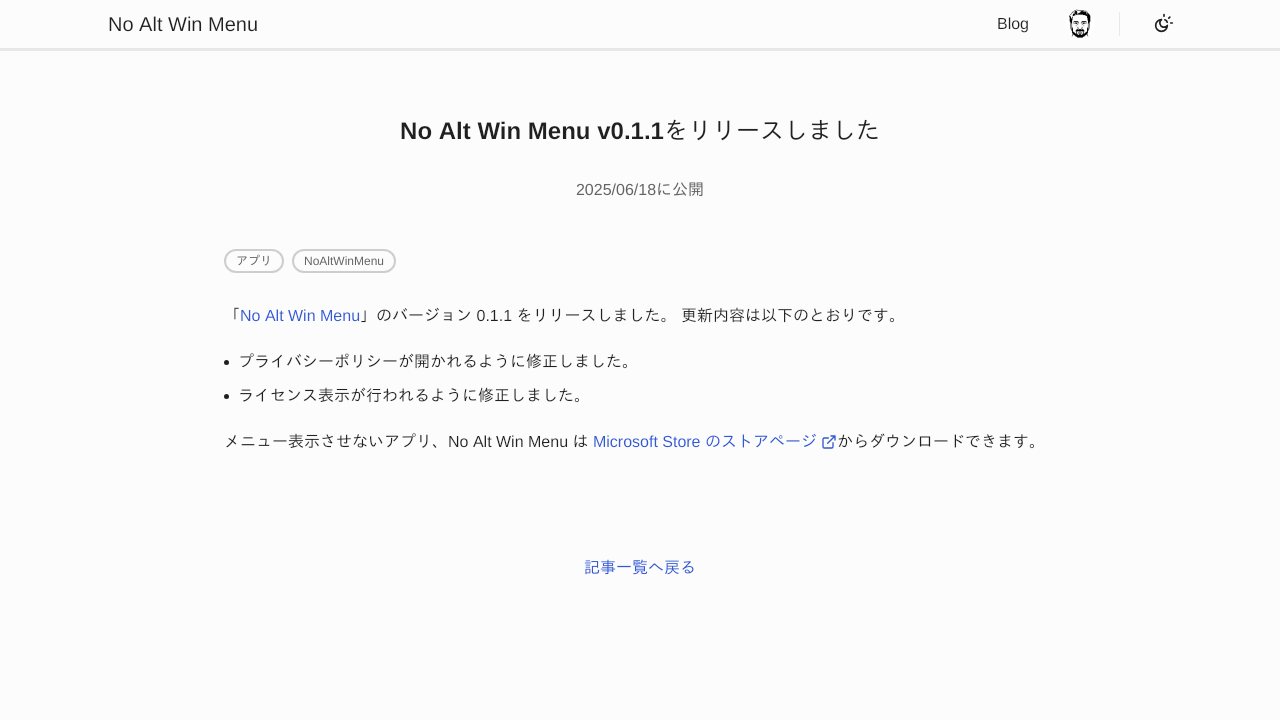 No Alt Win Menu
Blog
No Alt Win Menu v0.1.1をリリースしました
2025/06/18に公開
アプリ
NoAltWinMenu
「No Alt Win Menu」のバージョン 0.1.1 をリリースしました。 更新内容は以下のとおりです。
プライバシーポリシーが開かれるように修正しました。
ライセンス表示が行われるように修正しました。
メニュー表示させないアプリ、No Alt Win Menu は Microsoft Store のストアページ からダウンロードできます。
記事一覧へ戻る